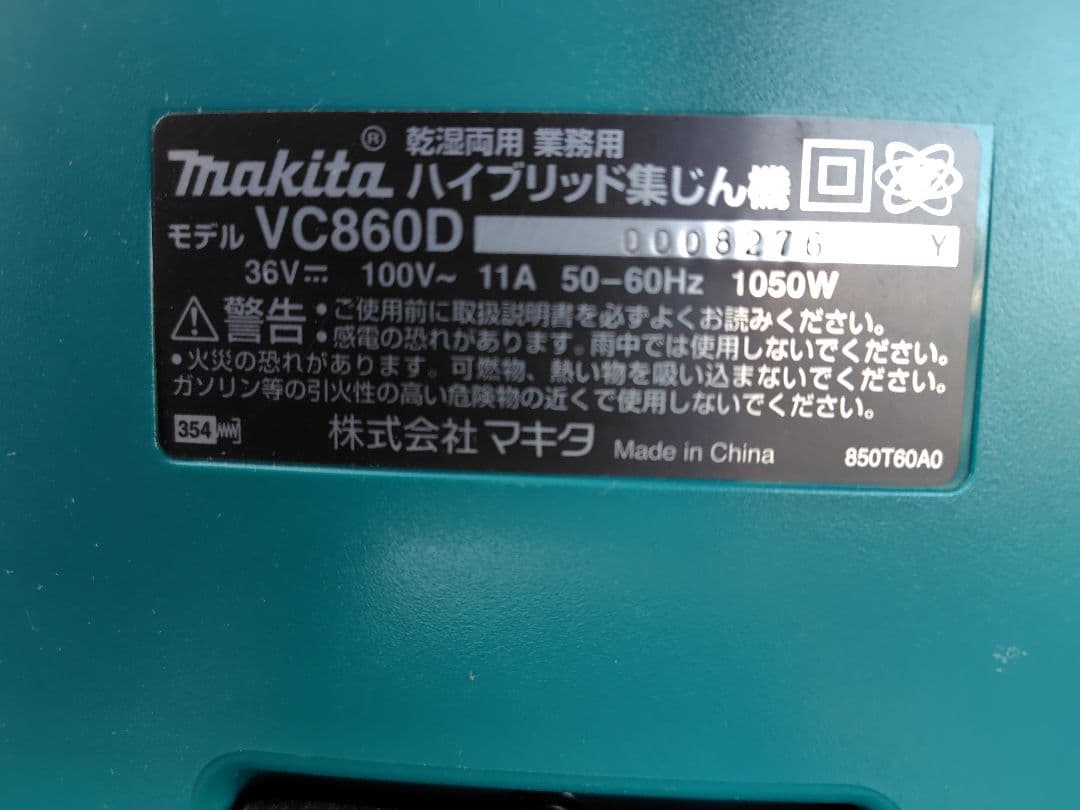 makita® 乾湿両用 業務用
ハイブリッド集じん機
モデル VC860D 0008276 Y
36V⎓ 100V~ 11A 50-60Hz 1050W
⚠警告 • ご使用前に取扱説明書を必ずよくお読みください。
• 感電の恐れがあります。雨中では使用しないでください。
• 火災の恐れがあります。可燃物、熱い物を吸い込まないでください。
ガソリン等の引火性の高い危険物の近くで使用しないでください。
354 株式会社マキタ Made in China 850T60A0